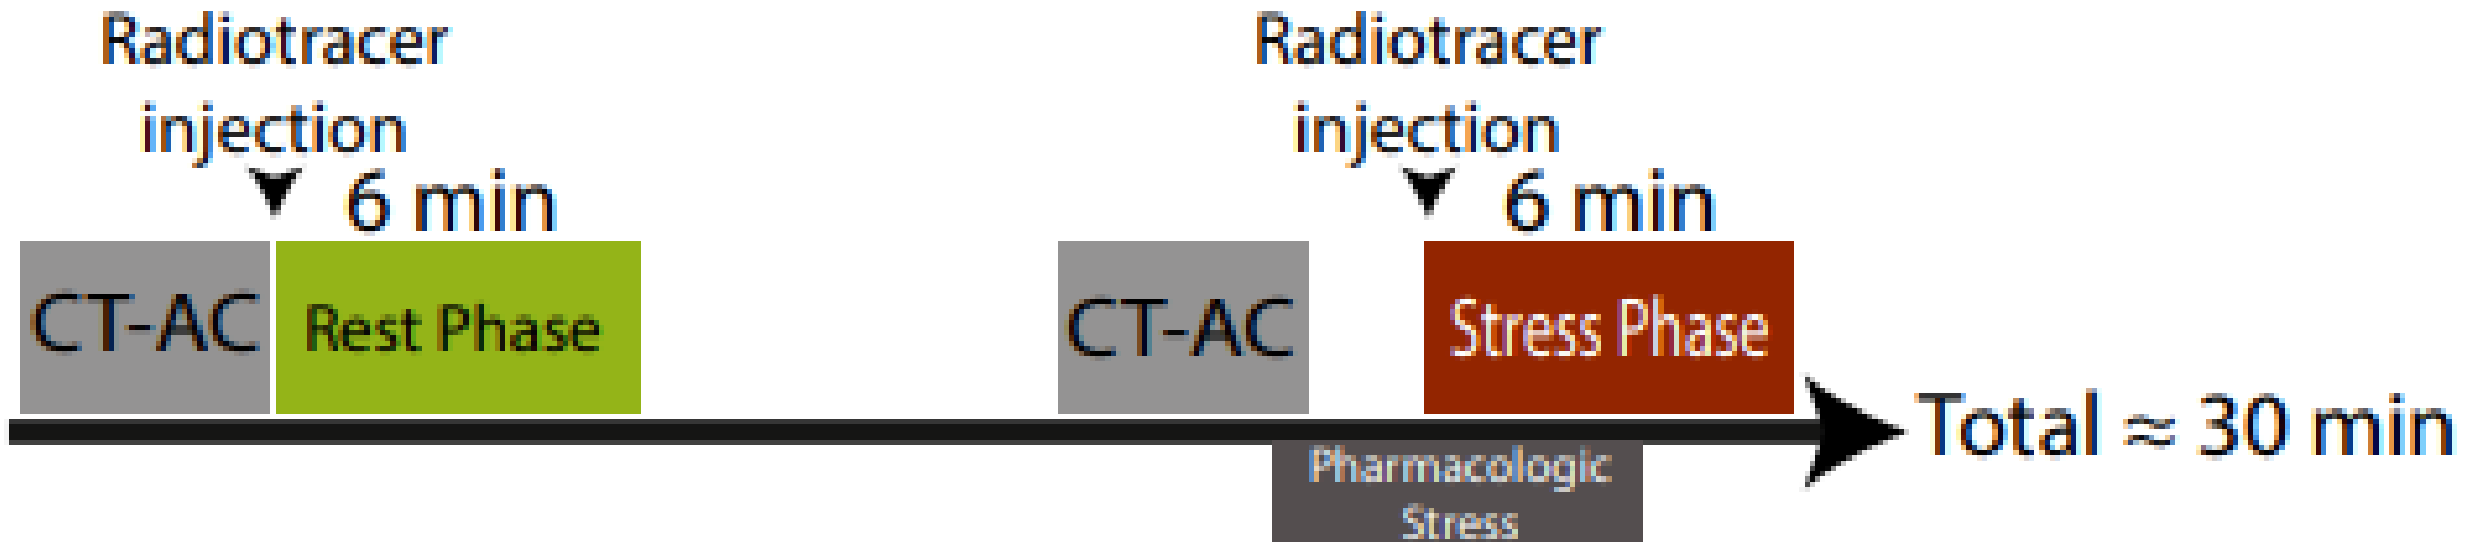 Radiotracer
injection
6 min
CT-AC
Rest Phase
Radiotracer
injection
6 min
CT-AC
Stress Phase
Pharmacologic
Stress
Total ≈ 30 min